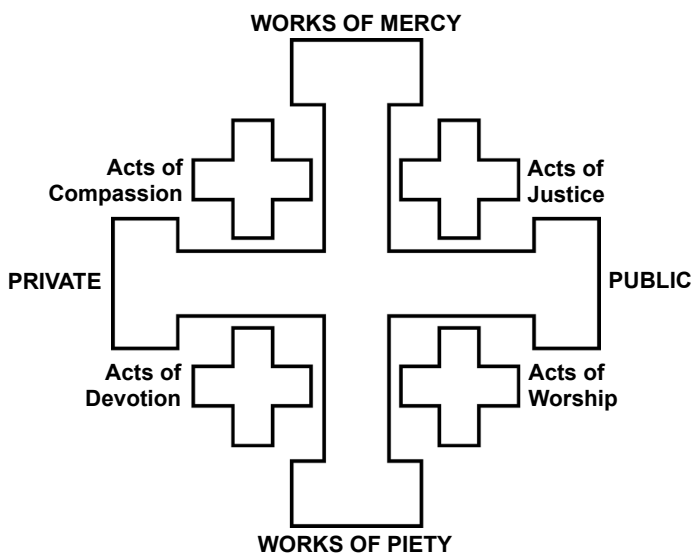 WORKS OF MERCY
Acts of
Compassion
Acts of
Justice
PRIVATE
PUBLIC
Acts of
Devotion
Acts of
Worship
WORKS OF PIETY